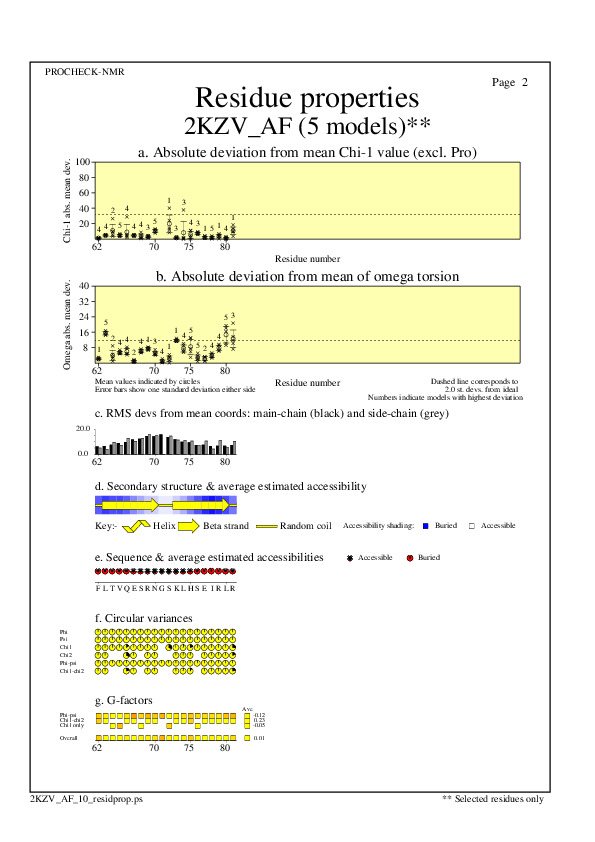 PROCHECK-NMR
Page 2
Residue properties
2KZV_AF (5 models)**
a. Absolute deviation from mean Chi-1 value (excl. Pro)
Chi-1 abs. mean dev.
100
80
60
40
20
62 70 75 80
Residue number
b. Absolute deviation from mean of omega torsion
Omega abs. mean dev.
40
32
24
16
8
62 70 75 80
Mean values indicated by circles
Error bars show one standard deviation either side
Residue number
Dashed line corresponds to
2.0 st. devs. from ideal
Numbers indicate models with highest deviation
c. RMS devs from mean coords: main-chain (black) and side-chain (grey)
20.0
0.0
62 70 80
d. Secondary structure & average estimated accessibility
Key:- Helix Beta strand Random coil Accessibility shading: Buried Accessible
e. Sequence & average estimated accessibilities Accessible Buried
F L T V Q E S R N G S K L H S E I R L R
f. Circular variances
Phi
Psi
Chi1
Chi2
Phi-psi
Chi1-chi2
g. G-factors
Ave
Phi-psi -0.12
Chi1-chi2 0.23
Chi1 only -0.05
Overall 0.01
62 70 80
2KZV_AF_10_residprop.ps
** Selected residues only